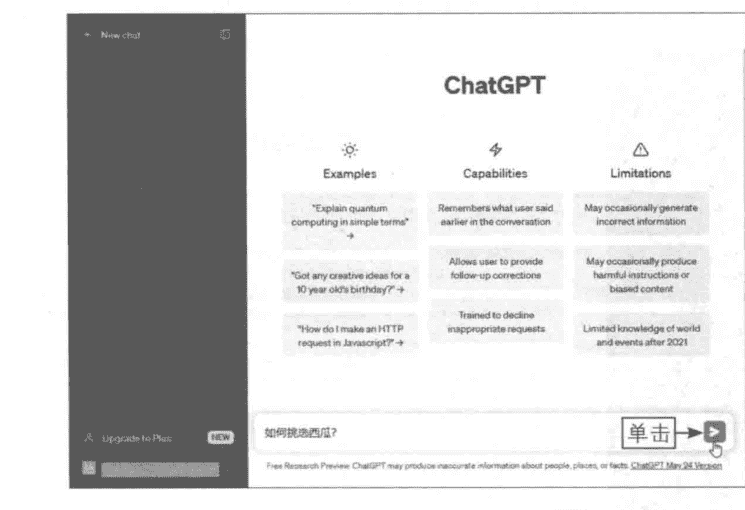 New chat
ChatGPT
Examples
Capabilities
Limitations
"Explain quantum
computing in simple terms"
→
Remembers what user said
earlier in the conversation
May occasionally generate
incorrect information
"Got any creative ideas for a
10 year old's birthday?" →
Allows user to provide
follow-up corrections
May occasionally produce
harmful instructions or
biased content
"How do I make an HTTP
request in Javascript?" →
Trained to decline
inappropriate requests
Limited knowledge of world
and events after 2021
Upgrade to Plus
NEW
如何挑选西瓜?
单击
Free Research Preview. ChatGPT may produce inaccurate information about people, places, or facts. ChatGPT May 24 Version